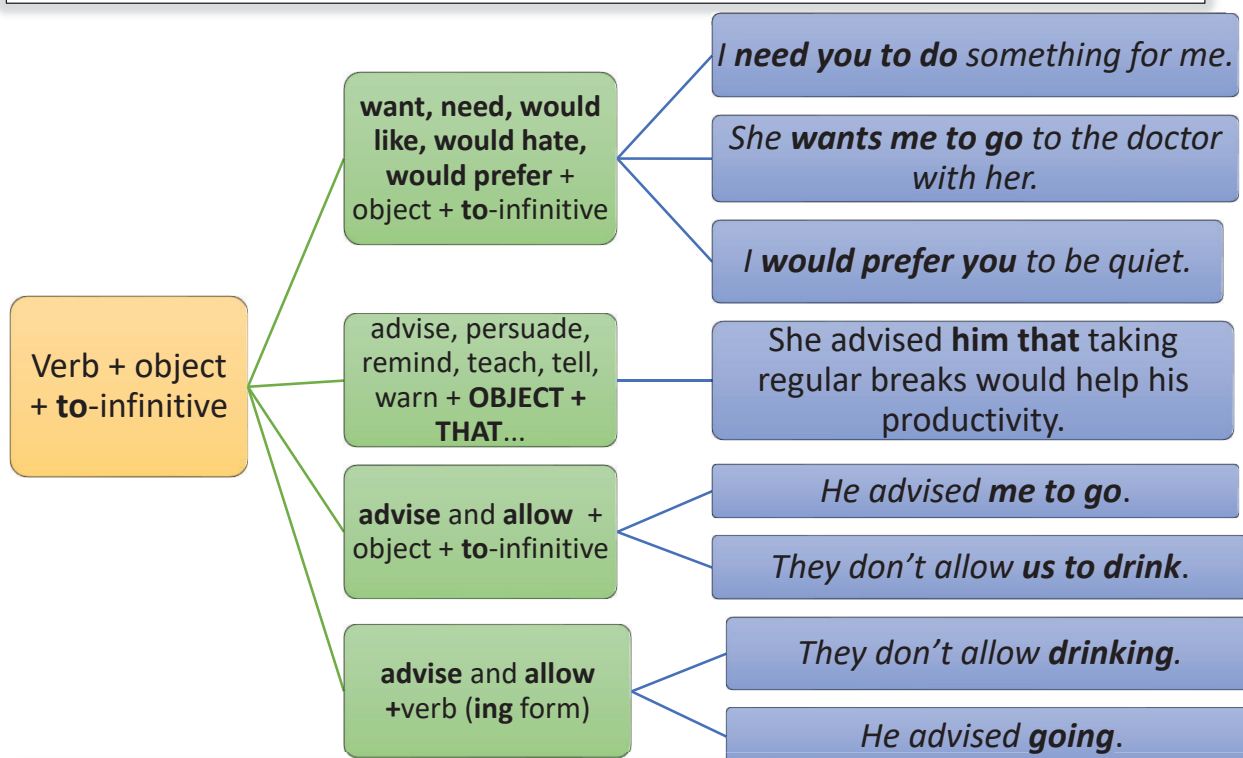 Verb + object
+ to-infinitive
want, need, would
like, would hate,
would prefer +
object + to-infinitive
I need you to do something for me.
She wants me to go to the doctor
with her.
I would prefer you to be quiet.
advise, persuade,
remind, teach, tell,
warn + OBJECT +
THAT...
She advised him that taking
regular breaks would help his
productivity.
advise and allow +
object + to-infinitive
He advised me to go.
They don’t allow us to drink.
advise and allow
+verb (ing form)
They don’t allow drinking.
He advised going.